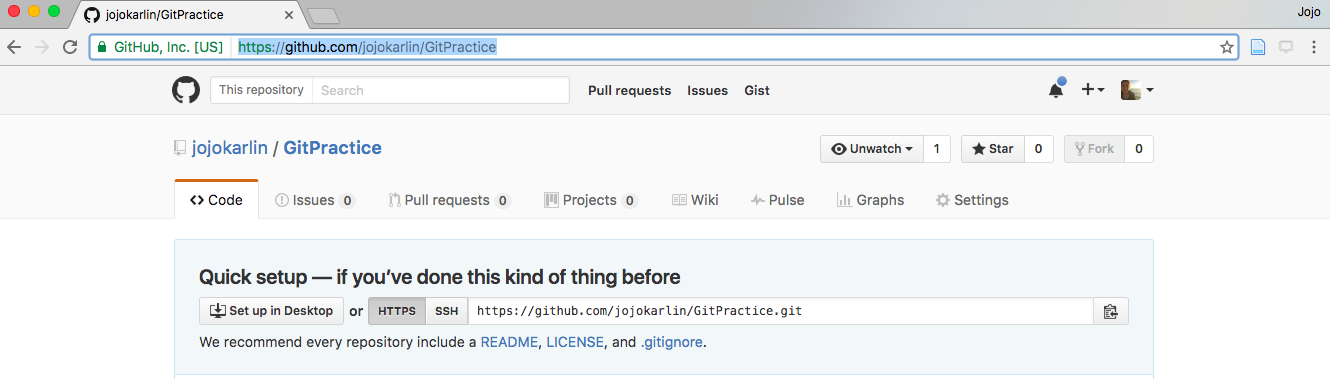 jojokarlin/GitPractice
Jojo
GitHub, Inc. [US] https://github.com/jojokarlin/GitPractice
This repository Search Pull requests Issues Gist
jojokarlin / GitPractice Unwatch 1 Star 0 Fork 0
Code Issues 0 Pull requests 0 Projects 0 Wiki Pulse Graphs Settings
Quick setup — if you’ve done this kind of thing before
Set up in Desktop or HTTPS SSH https://github.com/jojokarlin/GitPractice.git
We recommend every repository include a README, LICENSE, and .gitignore.